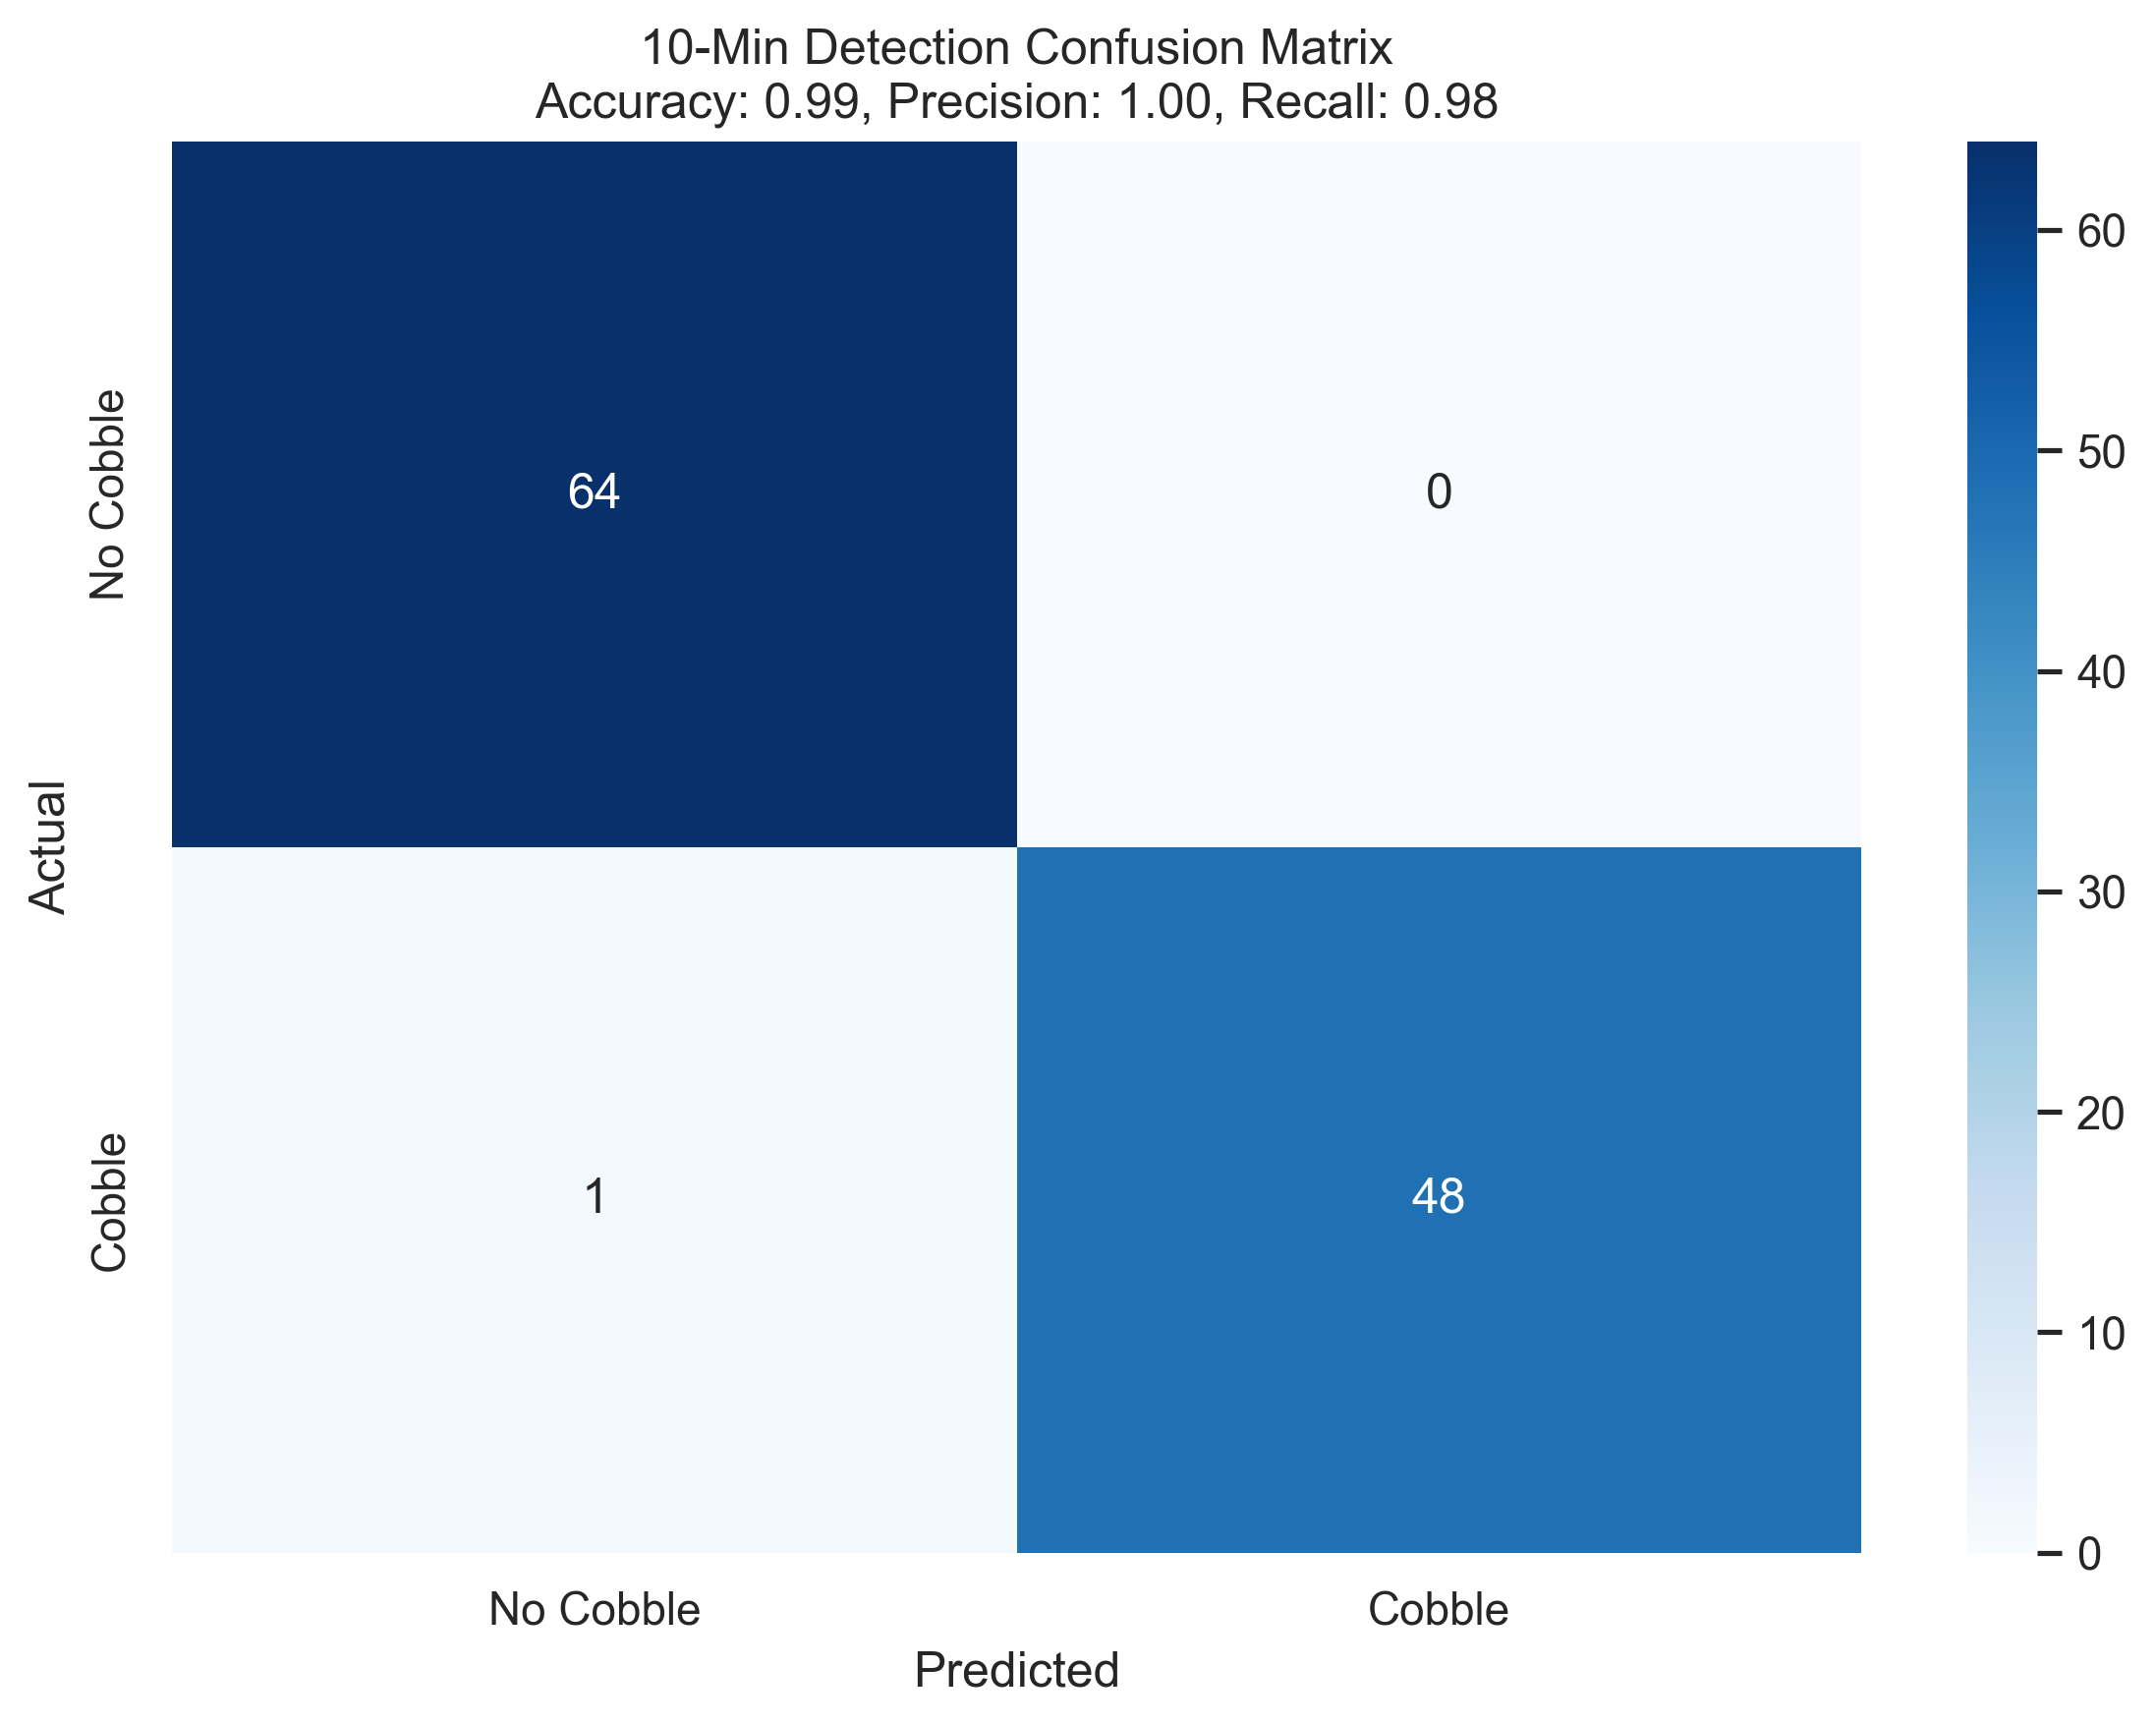 10-Min Detection Confusion Matrix
Accuracy: 0.99, Precision: 1.00, Recall: 0.98
Actual
No Cobble
Cobble
64
0
1
48
No Cobble
Cobble
Predicted
60
50
40
30
20
10
0